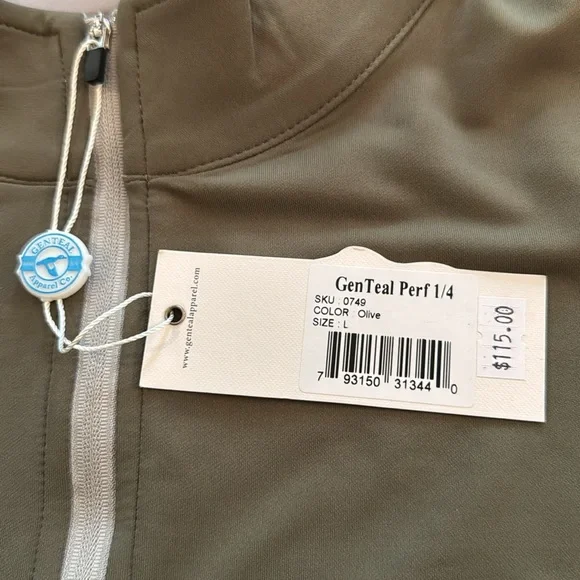 GENTEAL
Apparel Co.
www.gentealapparel.com
GenTeal Perf 1/4
SKU : 0749
COLOR : Olive
SIZE : L
7 93150 31344 0
$115.00